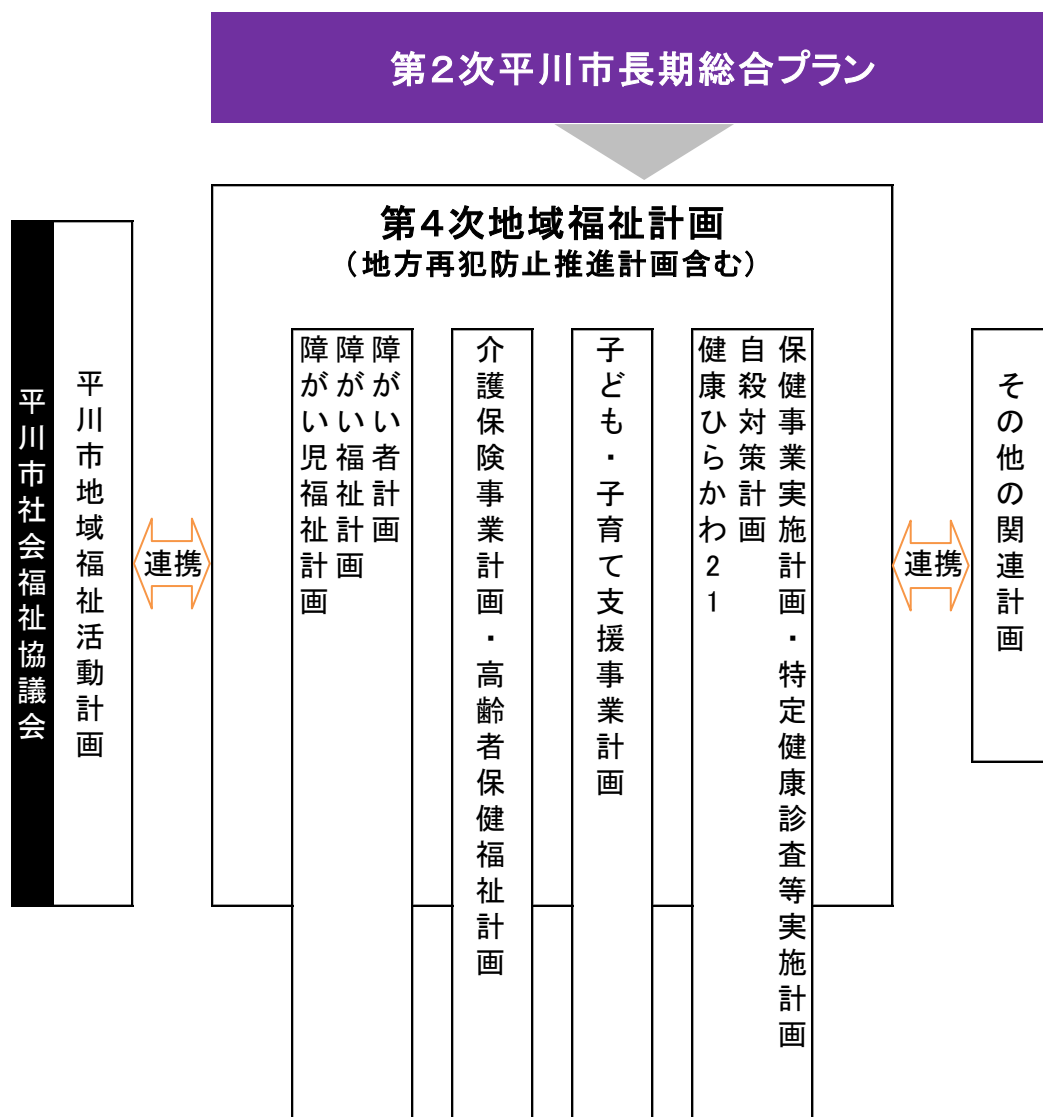 第２次平川市長期総合プラン
第４次地域福祉計画
（地方再犯防止推進計画含む）
平川市社会福祉協議会
平川市地域福祉活動計画
連携
障がい者計画
障がい福祉計画
障がい児福祉計画
介護保険事業計画・高齢者保健福祉計画
子ども・子育て支援事業計画
保健事業実施計画・特定健康診査等実施計画
自殺対策計画
健康ひらかわ２１
連携
その他の関連計画